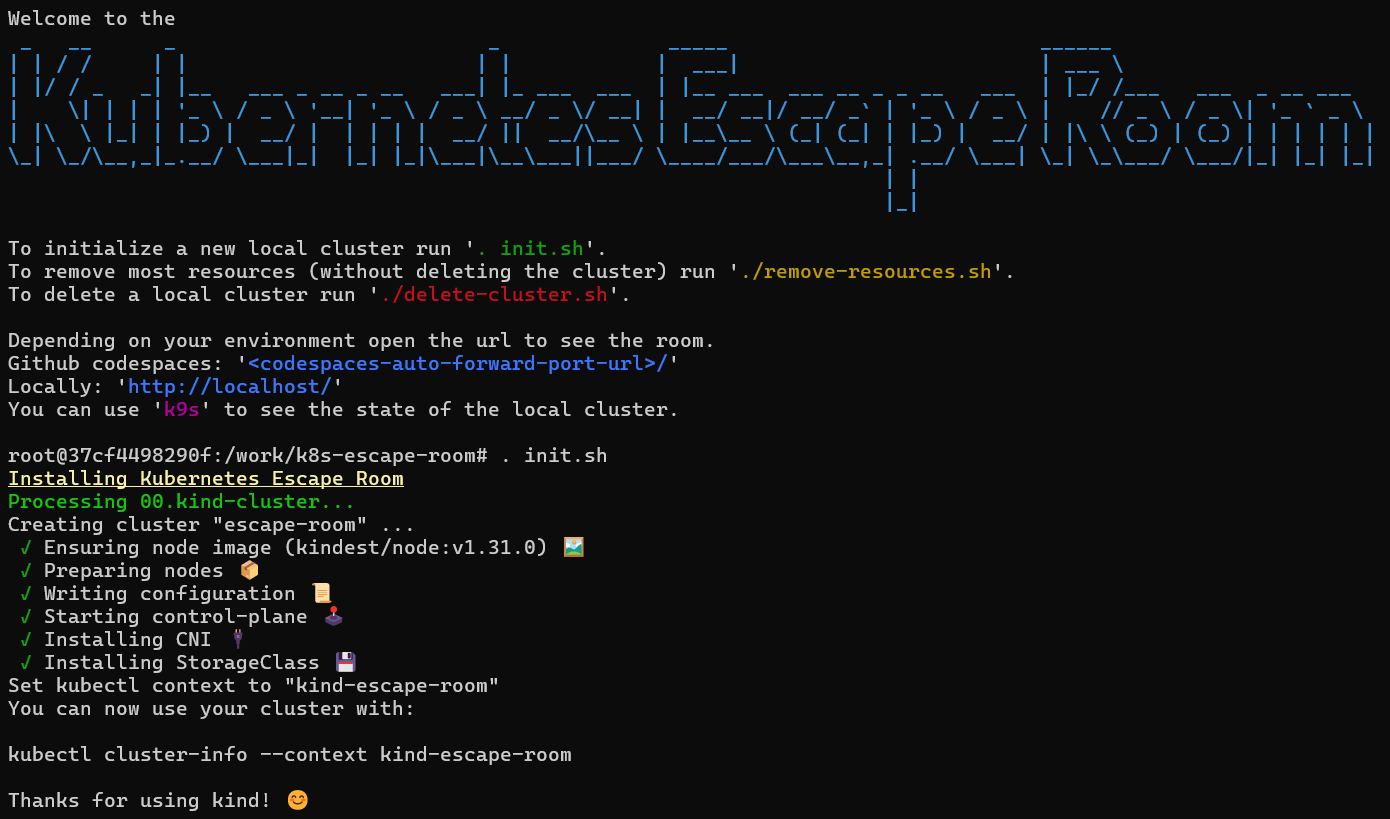 Welcome to the
Kubernetes Escape Room
To initialize a new local cluster run '. init.sh'.
To remove most resources (without deleting the cluster) run './remove-resources.sh'.
To delete a local cluster run './delete-cluster.sh'.
Depending on your environment open the url to see the room.
Github codespaces: '<codespaces-auto-forward-port-url>/'
Locally: 'http://localhost/'
You can use 'k9s' to see the state of the local cluster.
root@37cf4498290f:/work/k8s-escape-room# . init.sh
Installing Kubernetes Escape Room
Processing 00.kind-cluster...
Creating cluster "escape-room" ...
✓ Ensuring node image (kindest/node:v1.31.0) 🖼
✓ Preparing nodes 📦
✓ Writing configuration 📜
✓ Starting control-plane 🕹
✓ Installing CNI 🔌
✓ Installing StorageClass 💾
Set kubectl context to "kind-escape-room"
You can now use your cluster with:
kubectl cluster-info --context kind-escape-room
Thanks for using kind! 😊